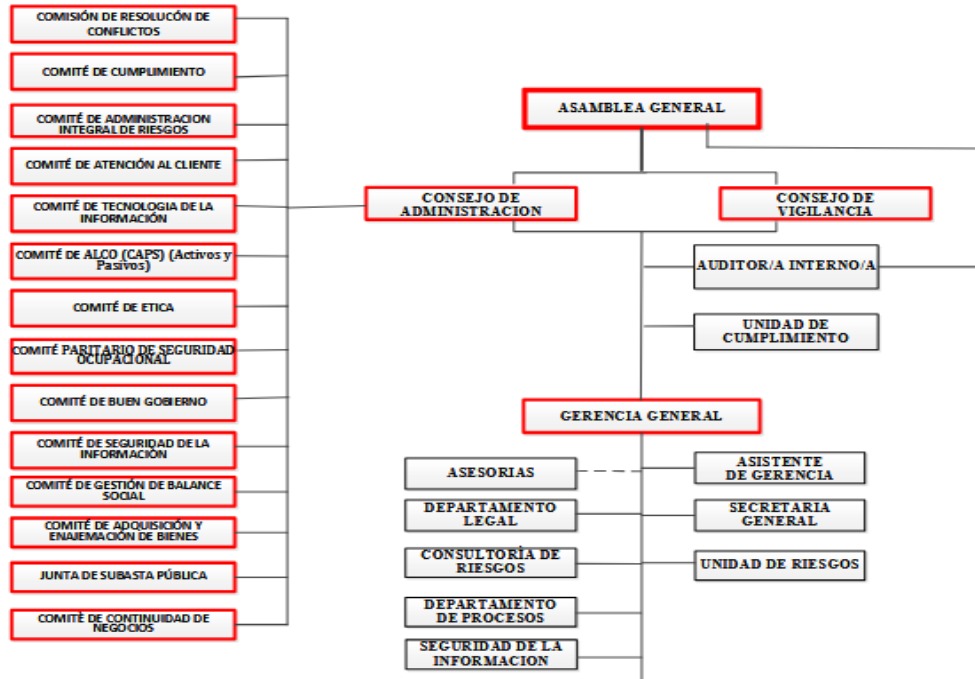 COMISIÓN DE RESOLUCÓN DE
CONFLICTOS
COMITÉ DE CUMPLIMIENTO
COMITÉ DE ADMINISTRACION
INTEGRAL DE RIESGOS
COMITÉ DE ATENCIÓN AL CLIENTE
COMITÉ DE TECNOLOGIA DE LA
INFORMACIÓN
COMITÉ DE ALCO (CAPS) (Activos y
Pasivos)
COMITÉ DE ETICA
COMITÉ PARITARIO DE SEGURIDAD
OCUPACIONAL
COMITÉ DE BUEN GOBIERNO
COMITÉ DE SEGURIDAD DE LA
INFORMACIÒN
COMITÉ DE GESTIÓN DE BALANCE
SOCIAL
COMITÉ DE ADQUISICIÓN Y
ENAJEMACIÓN DE BIENES
JUNTA DE SUBASTA PÚBLICA
COMITÈ DE CONTINUIDAD DE
NEGOCIOS
ASAMBLEA GENERAL
CONSEJO DE
ADMINISTRACION
CONSEJO DE
VIGILANCIA
AUDITOR/A INTERNO/A
UNIDAD DE
CUMPLIMIENTO
GERENCIA GENERAL
ASESORIAS
ASISTENTE
DE GERENCIA
DEPARTAMENTO
LEGAL
SECRETARIA
GENERAL
CONSULTORÍA DE
RIESGOS
UNIDAD DE RIESGOS
DEPARTAMENTO
DE PROCESOS
SEGURIDAD DE LA
INFORMACION